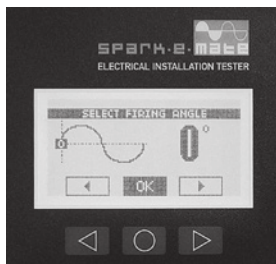 spark·e·mate
ELECTRICAL INSTALLATION TESTER
SELECT FIRING ANGLE
0
0°
OK